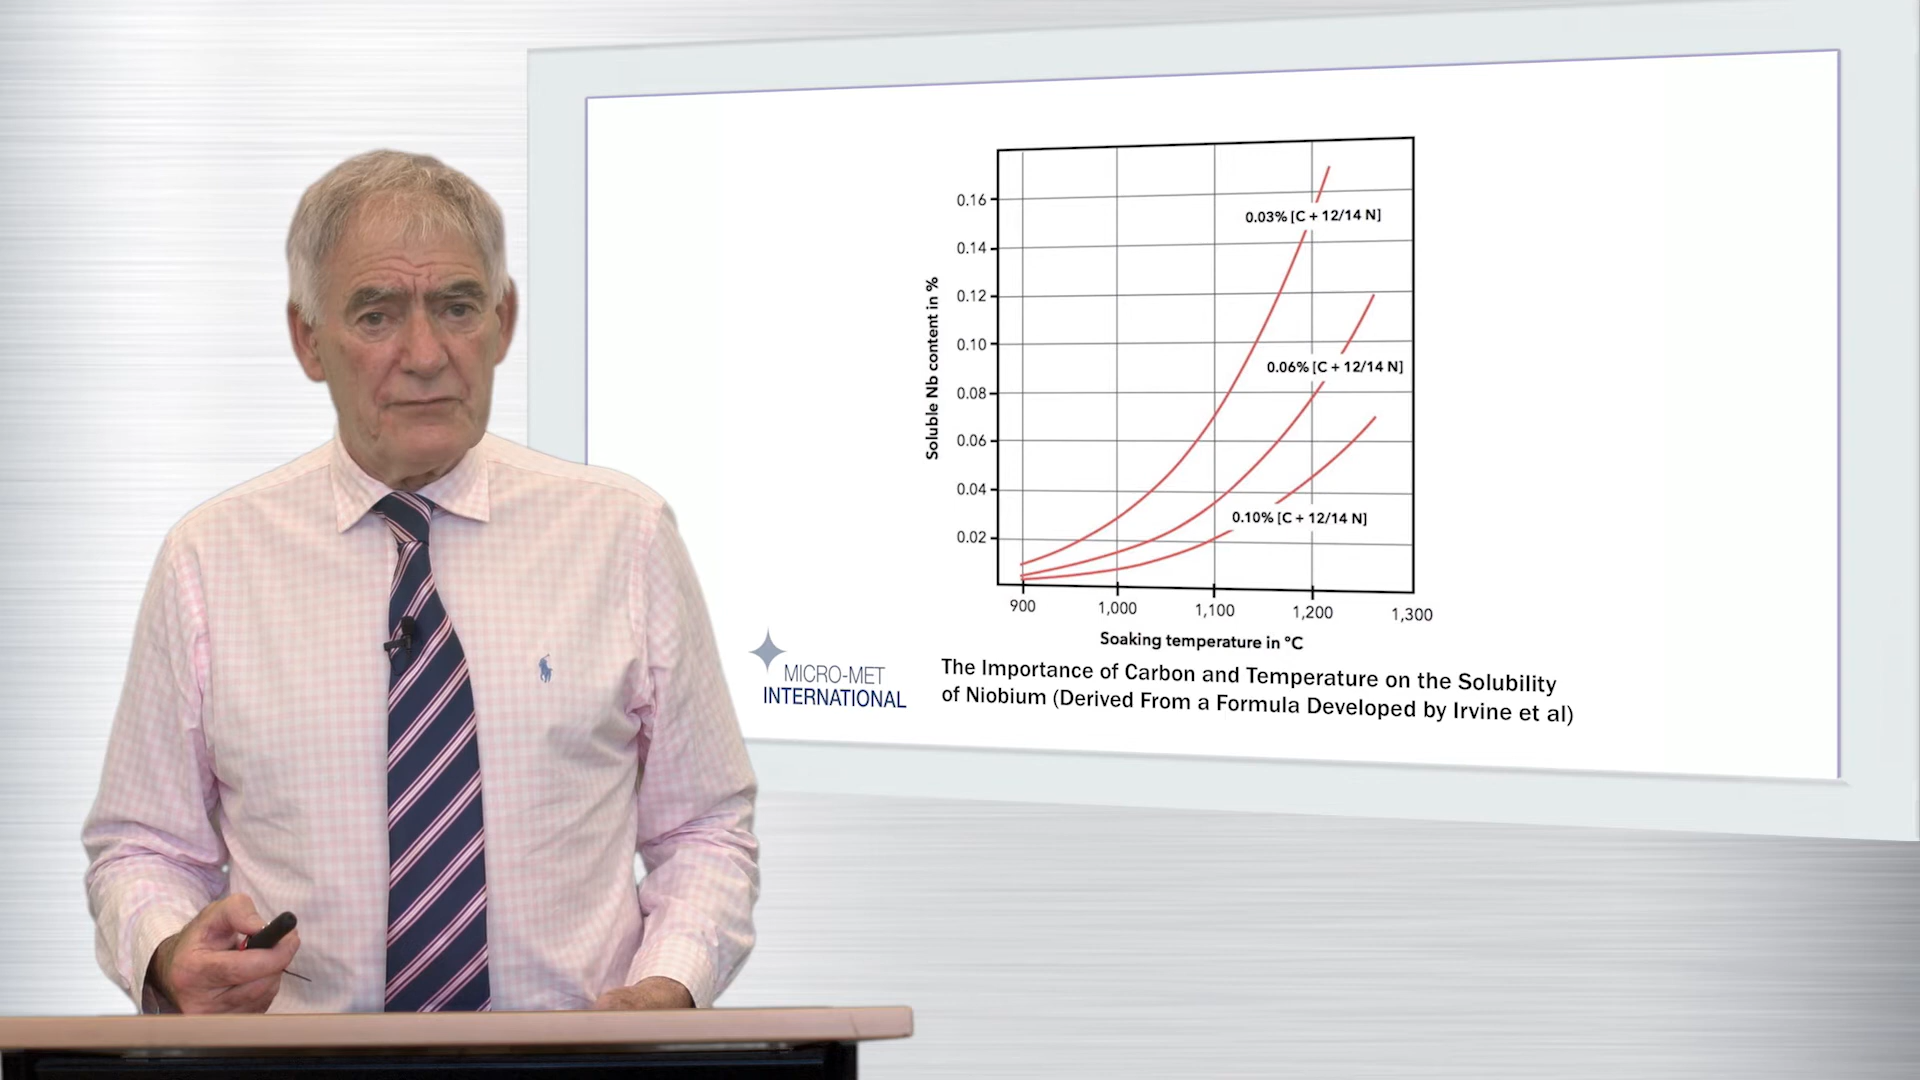 0.16
0.14
0.12
0.10
0.08
0.06
0.04
0.02
Soluble Nb content in %
0.03% [C + 12/14 N]
0.06% [C + 12/14 N]
0.10% [C + 12/14 N]
900 1,000 1,100 1,200 1,300
Soaking temperature in °C
MICRO-MET
INTERNATIONAL
The Importance of Carbon and Temperature on the Solubility
of Niobium (Derived From a Formula Developed by Irvine et al)